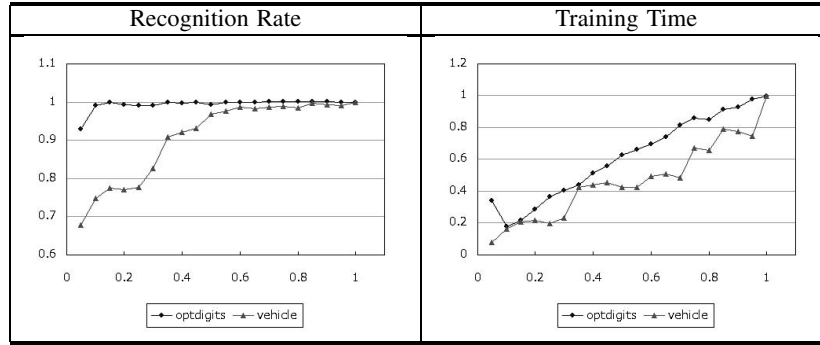 Recognition Rate
Training Time
1.1
1
0.9
0.8
0.7
0.6
0 0.2 0.4 0.6 0.8 1
optdigits vehicle
1.2
1
0.8
0.6
0.4
0.2
0
0 0.2 0.4 0.6 0.8 1
optdigits vehicle